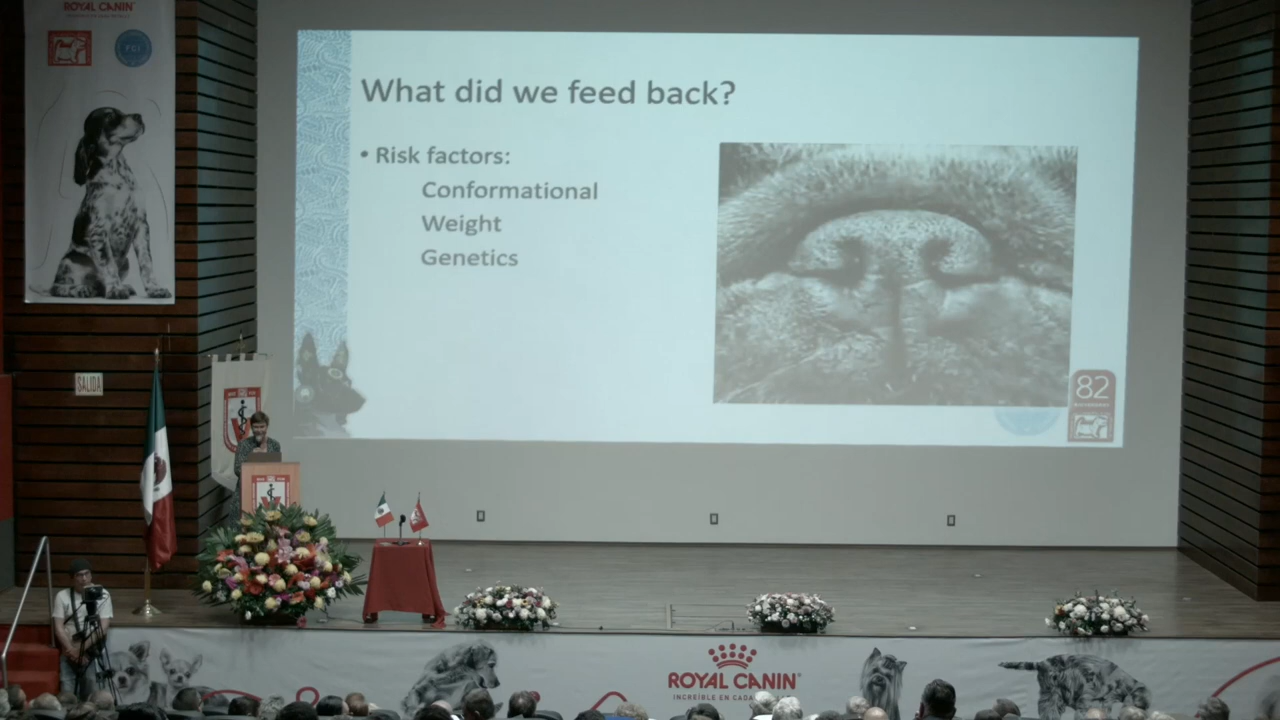 ROYAL CANIN
FCI
What did we feed back?
• Risk factors:
Conformational
Weight
Genetics
82
SALIDA
ROYAL CANIN
INCREÍBLE EN CADA